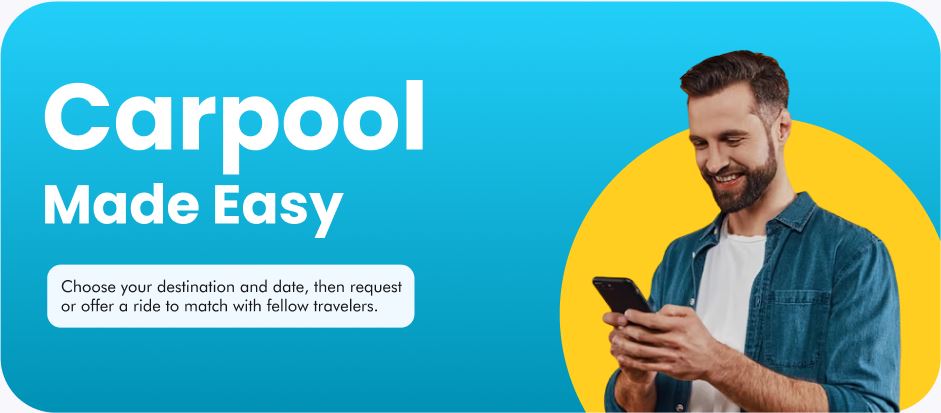 Carpool
Made Easy
Choose your destination and date, then request
or offer a ride to match with fellow travelers.